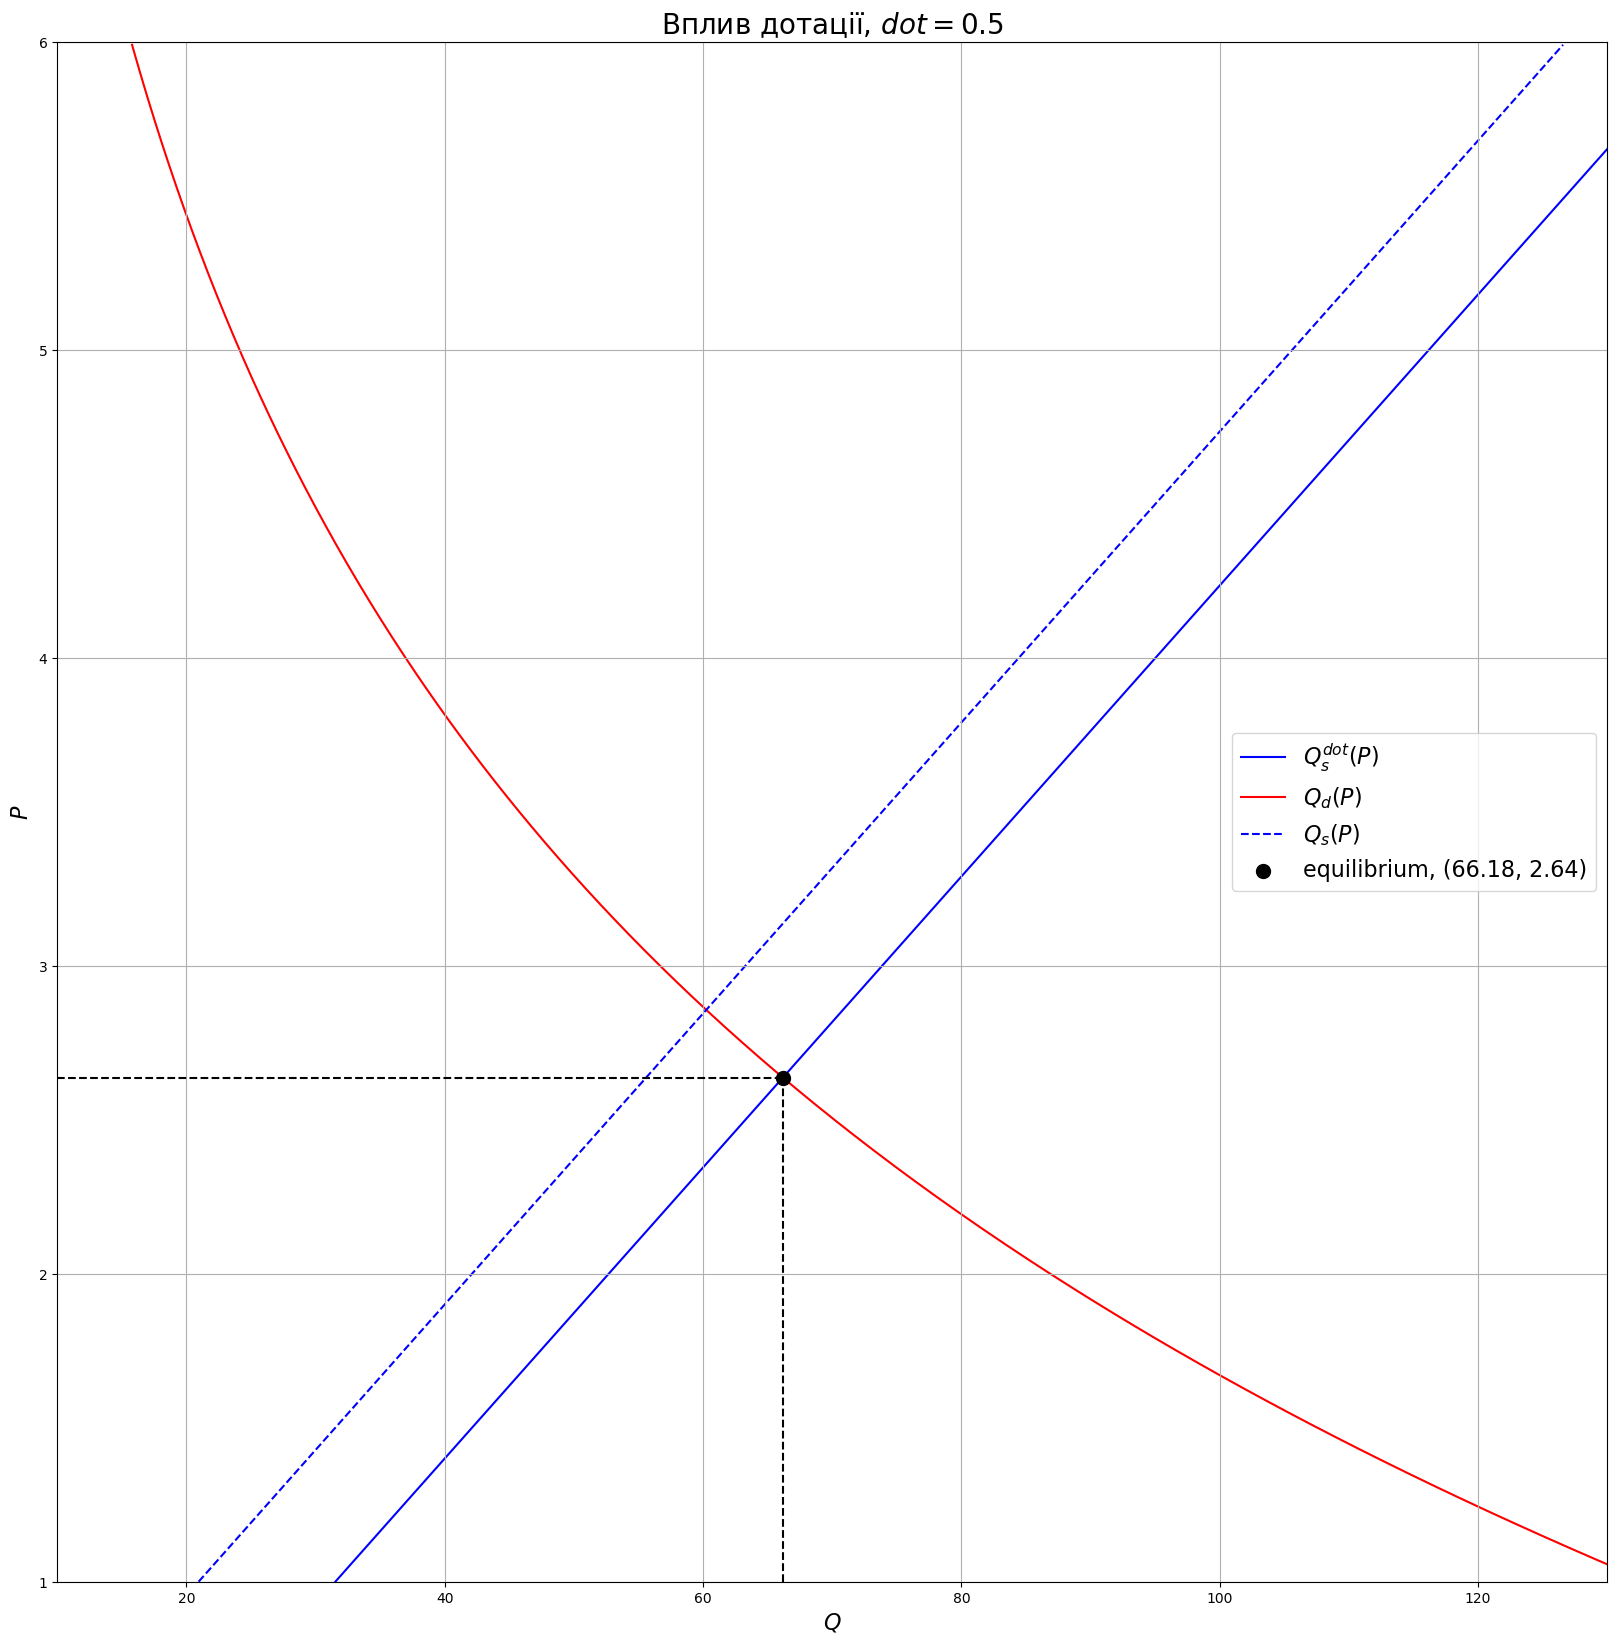 Вплив дотації, dot = 0.5
6
5
4
3
2
1
P
Q_s^{dot}(P)
Q_d(P)
Q_s(P)
equilibrium, (66.18, 2.64)
20 40 60 80 100 120
Q